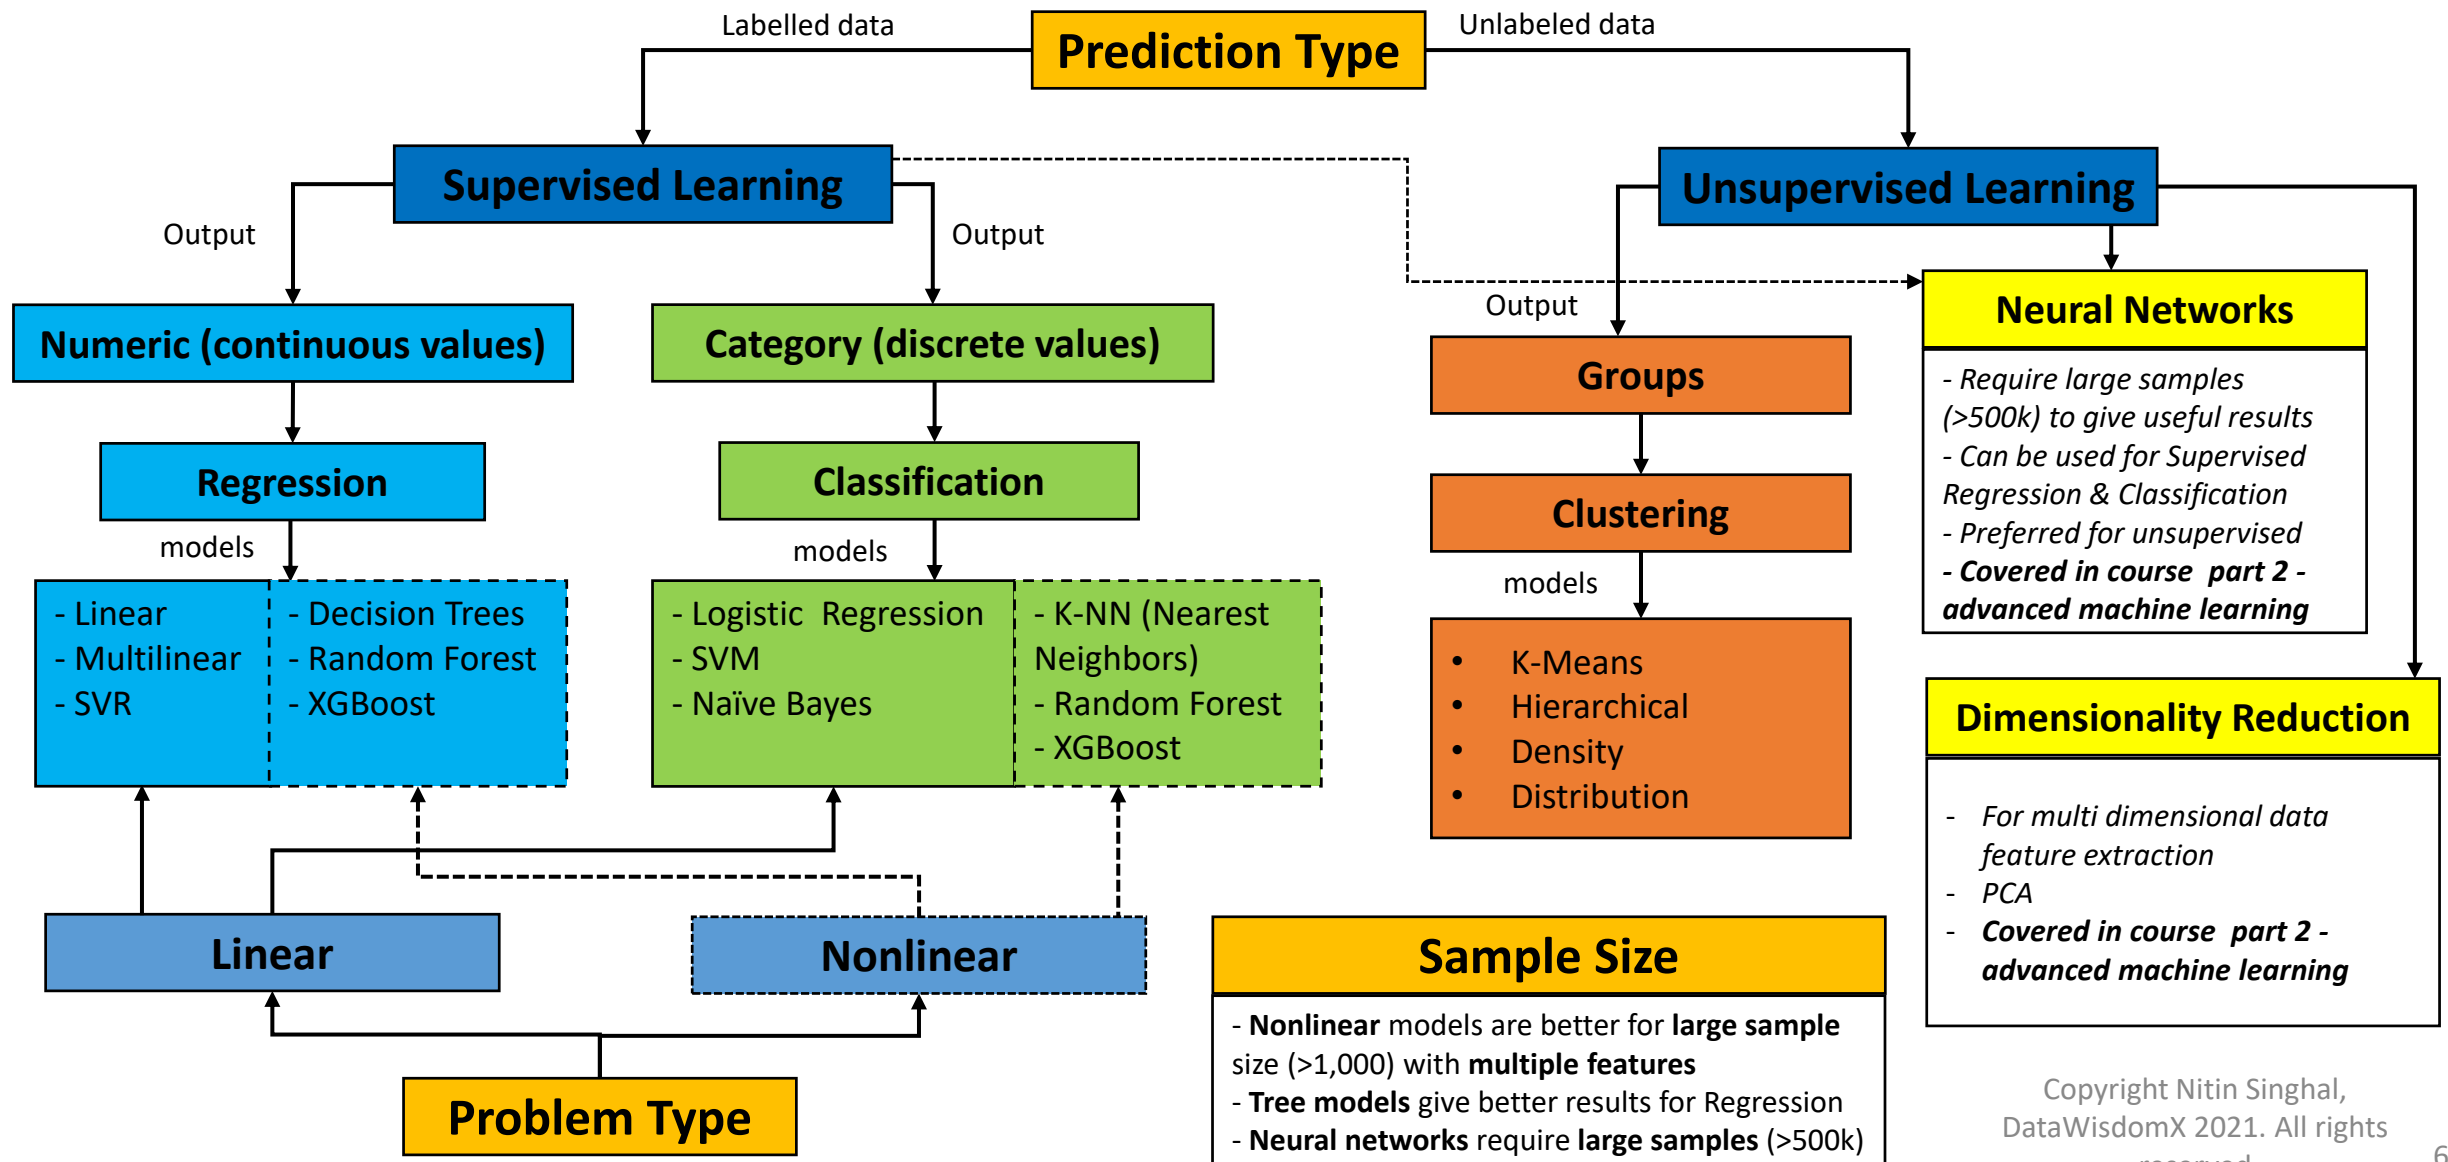 Labelled data
Prediction Type
Unlabeled data
Supervised Learning
Unsupervised Learning
Output
Output
Numeric (continuous values)
Category (discrete values)
Output
Groups
Neural Networks
- Require large samples
(>500k) to give useful results
- Can be used for Supervised
Regression & Classification
- Preferred for unsupervised
- Covered in course  part 2 -
advanced machine learning
Regression
Classification
Clustering
models
models
models
- Linear
- Multilinear
- SVR
- Decision Trees
- Random Forest
- XGBoost
- Logistic  Regression
- SVM
- Naïve Bayes
- K-NN (Nearest
Neighbors)
- Random Forest
- XGBoost
• K-Means
• Hierarchical
• Density
• Distribution
Dimensionality Reduction
- For multi dimensional data
feature extraction
- PCA
- Covered in course  part 2 -
advanced machine learning
Linear
Nonlinear
Problem Type
Sample Size
- Nonlinear models are better for large sample
size (>1,000) with multiple features
- Tree models give better results for Regression
- Neural networks require large samples (>500k)
Copyright Nitin Singhal,
DataWisdomX 2021. All rights
reserved
6